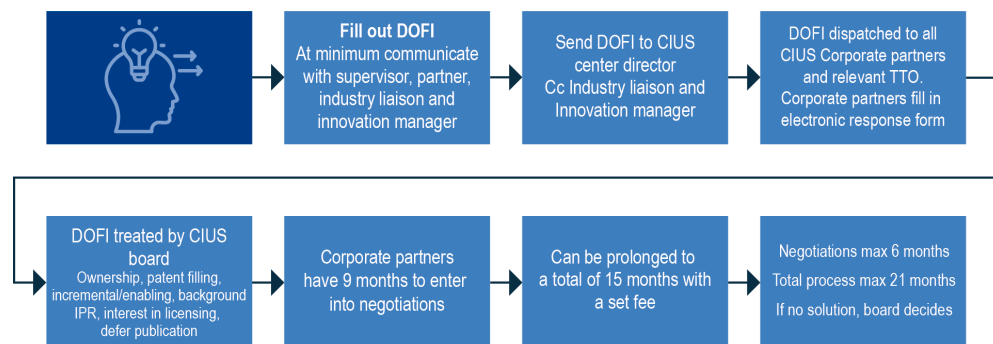 Fill out DOFI
At minimum communicate
with supervisor, partner,
industry liaison and
innovation manager
Send DOFI to CIUS
center director
Cc Industry liaison and
Innovation manager
DOFI dispatched to all
CIUS Corporate partners
and relevant TTO.
Corporate partners fill in
electronic response form
DOFI treated by CIUS
board
Ownership, patent filling,
incremental/enabling, background
IPR, interest in licensing,
defer publication
Corporate partners
have 9 months to enter
into negotiations
Can be prolonged to
a total of 15 months with
a set fee
Negotiations max 6 months
Total process max 21 months
If no solution, board decides